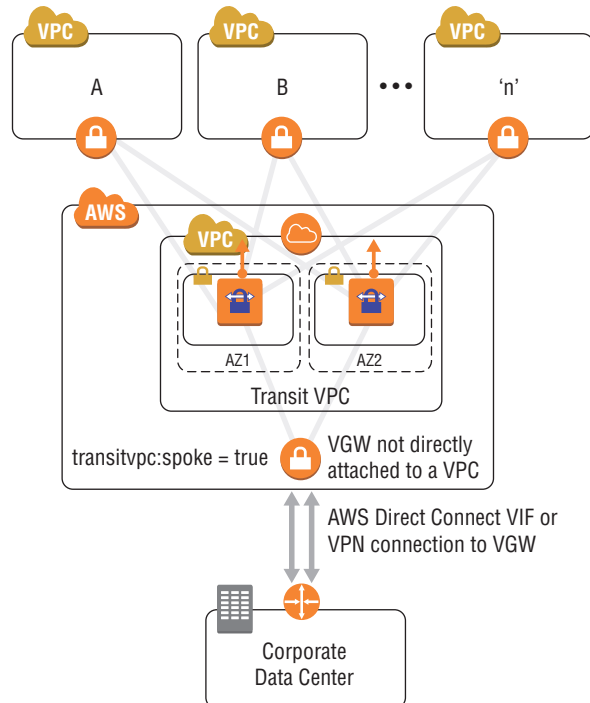 VPC
VPC
VPC
A
B
•••
‘n’
AWS
VPC
AZ1
AZ2
Transit VPC
transitvpc:spoke = true
VGW not directly
attached to a VPC
AWS Direct Connect VIF or
VPN connection to VGW
Corporate
Data Center